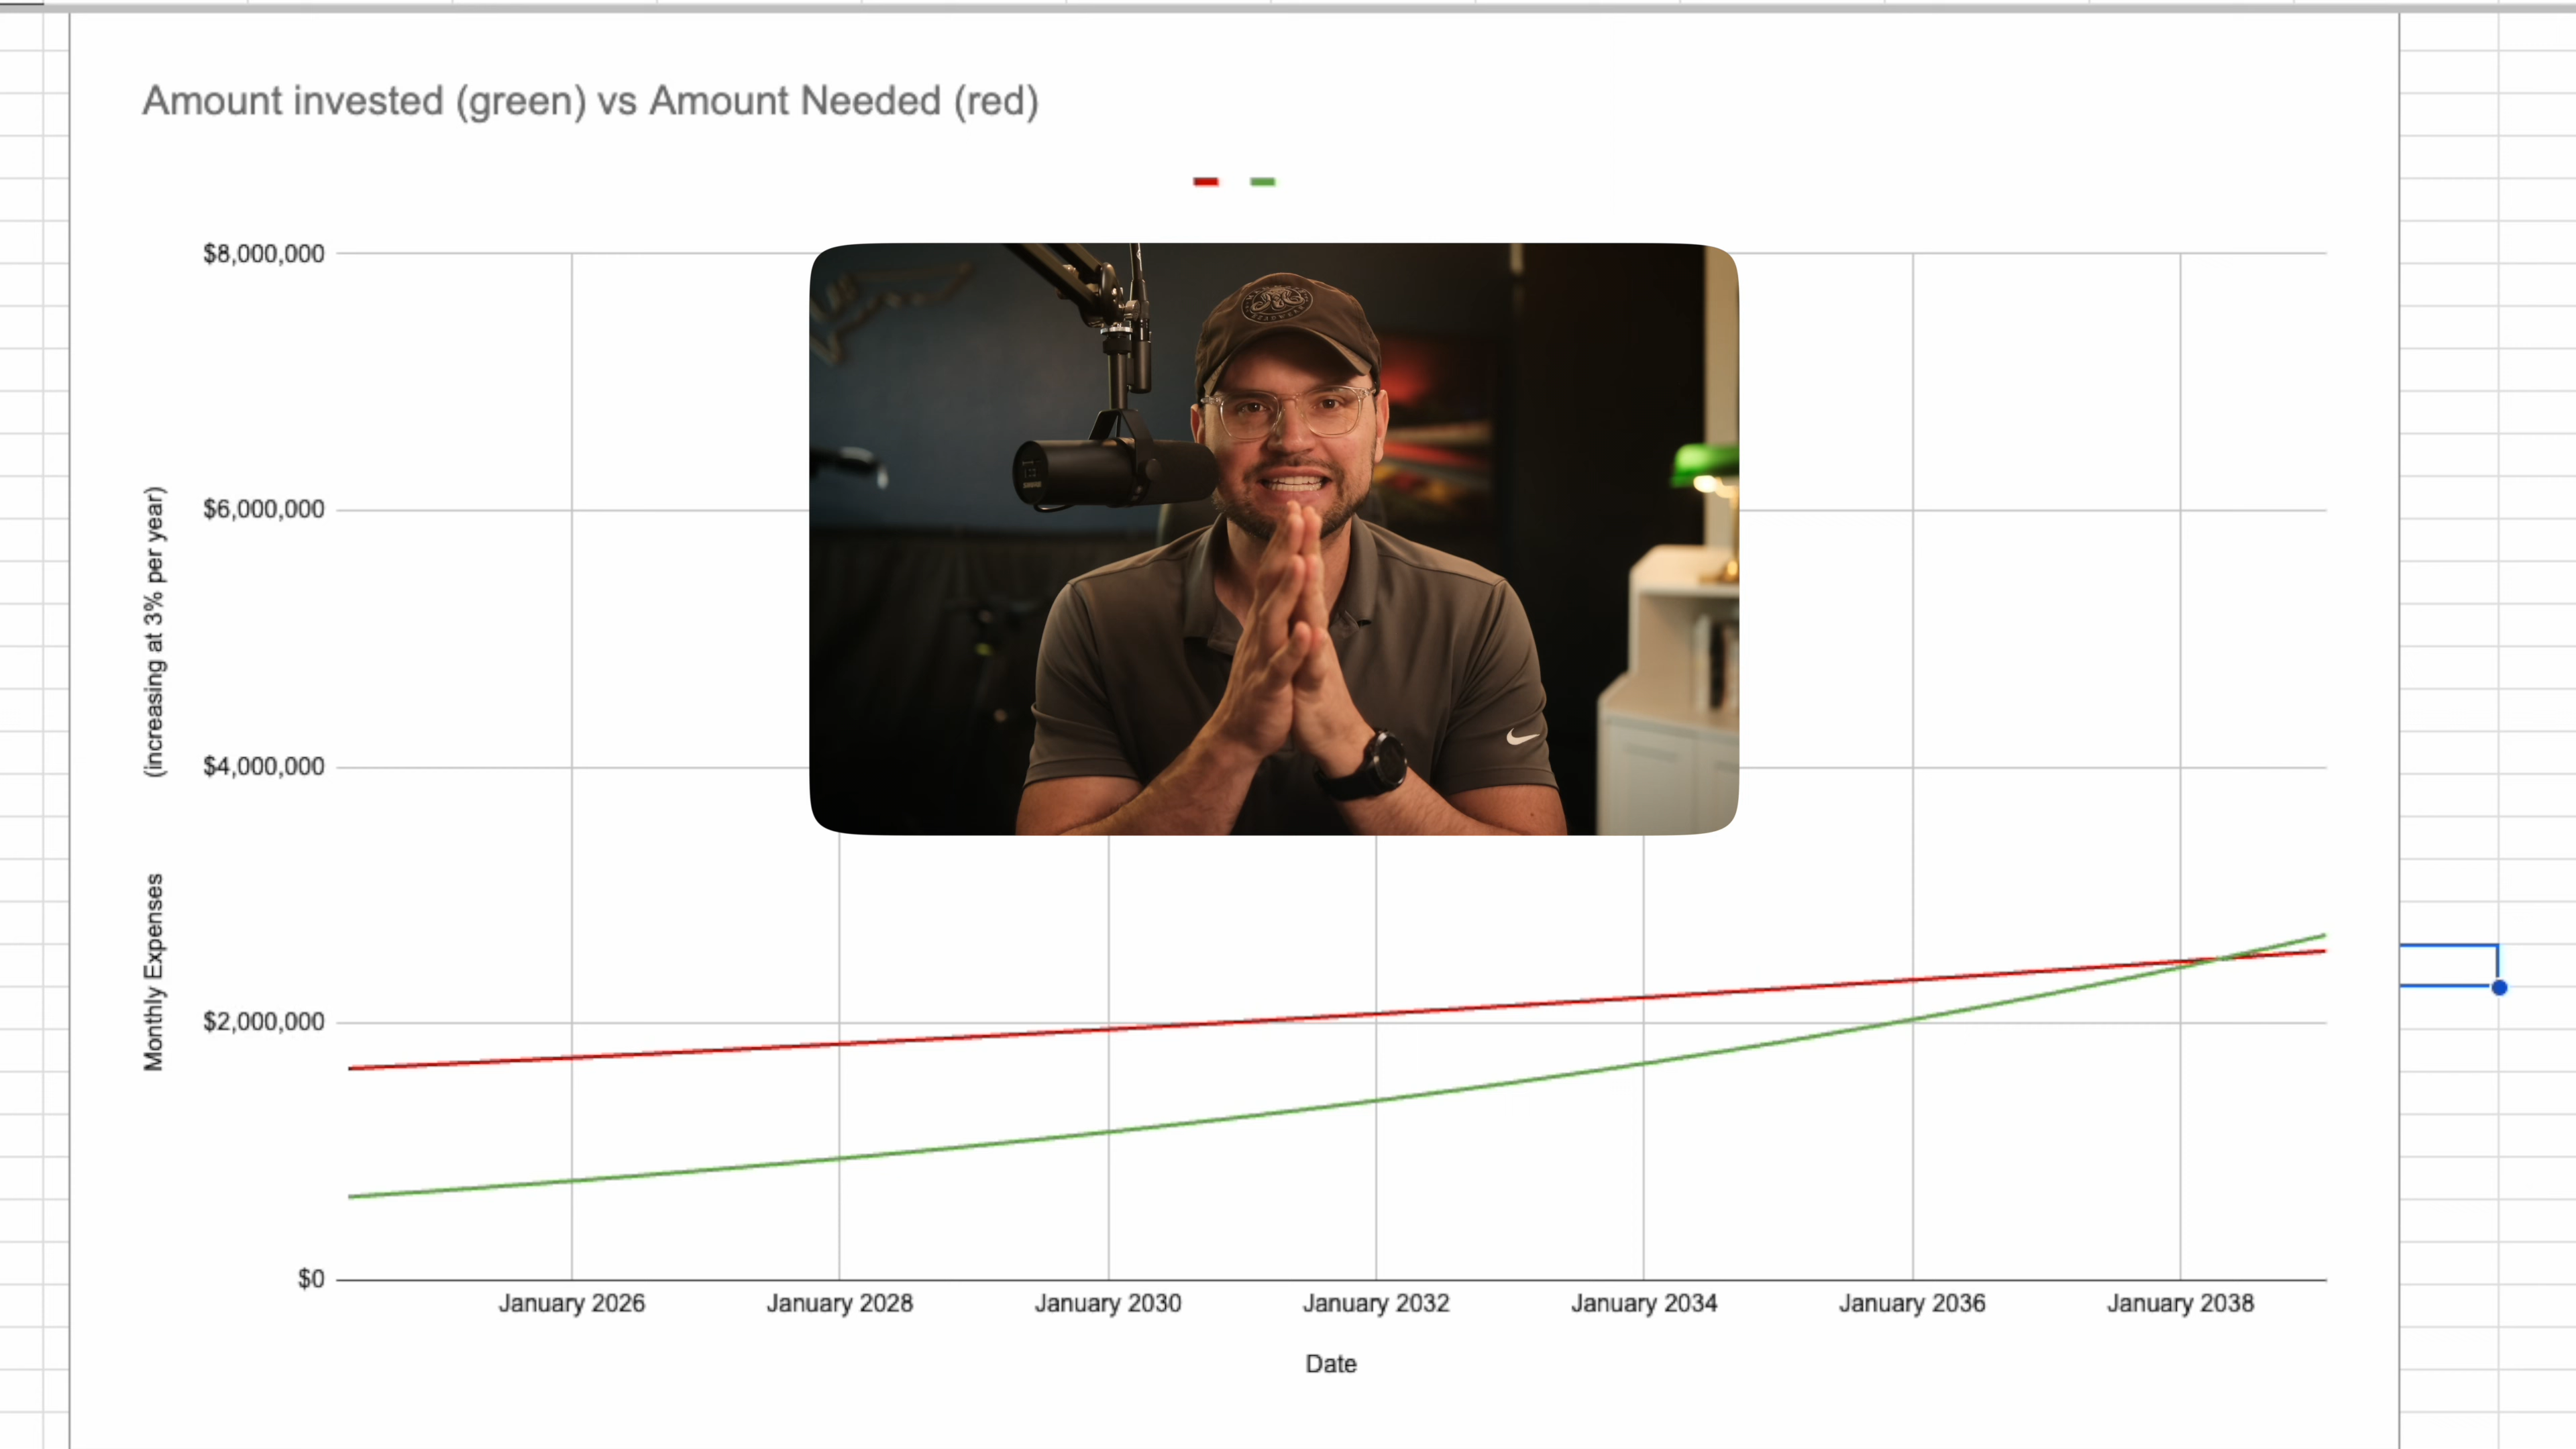 Amount invested (green) vs Amount Needed (red)
$8,000,000
$6,000,000
$4,000,000
$2,000,000
$0
Monthly Expenses (increasing at 3% per year)
January 2026
January 2028
January 2030
January 2032
January 2034
January 2036
January 2038
Date